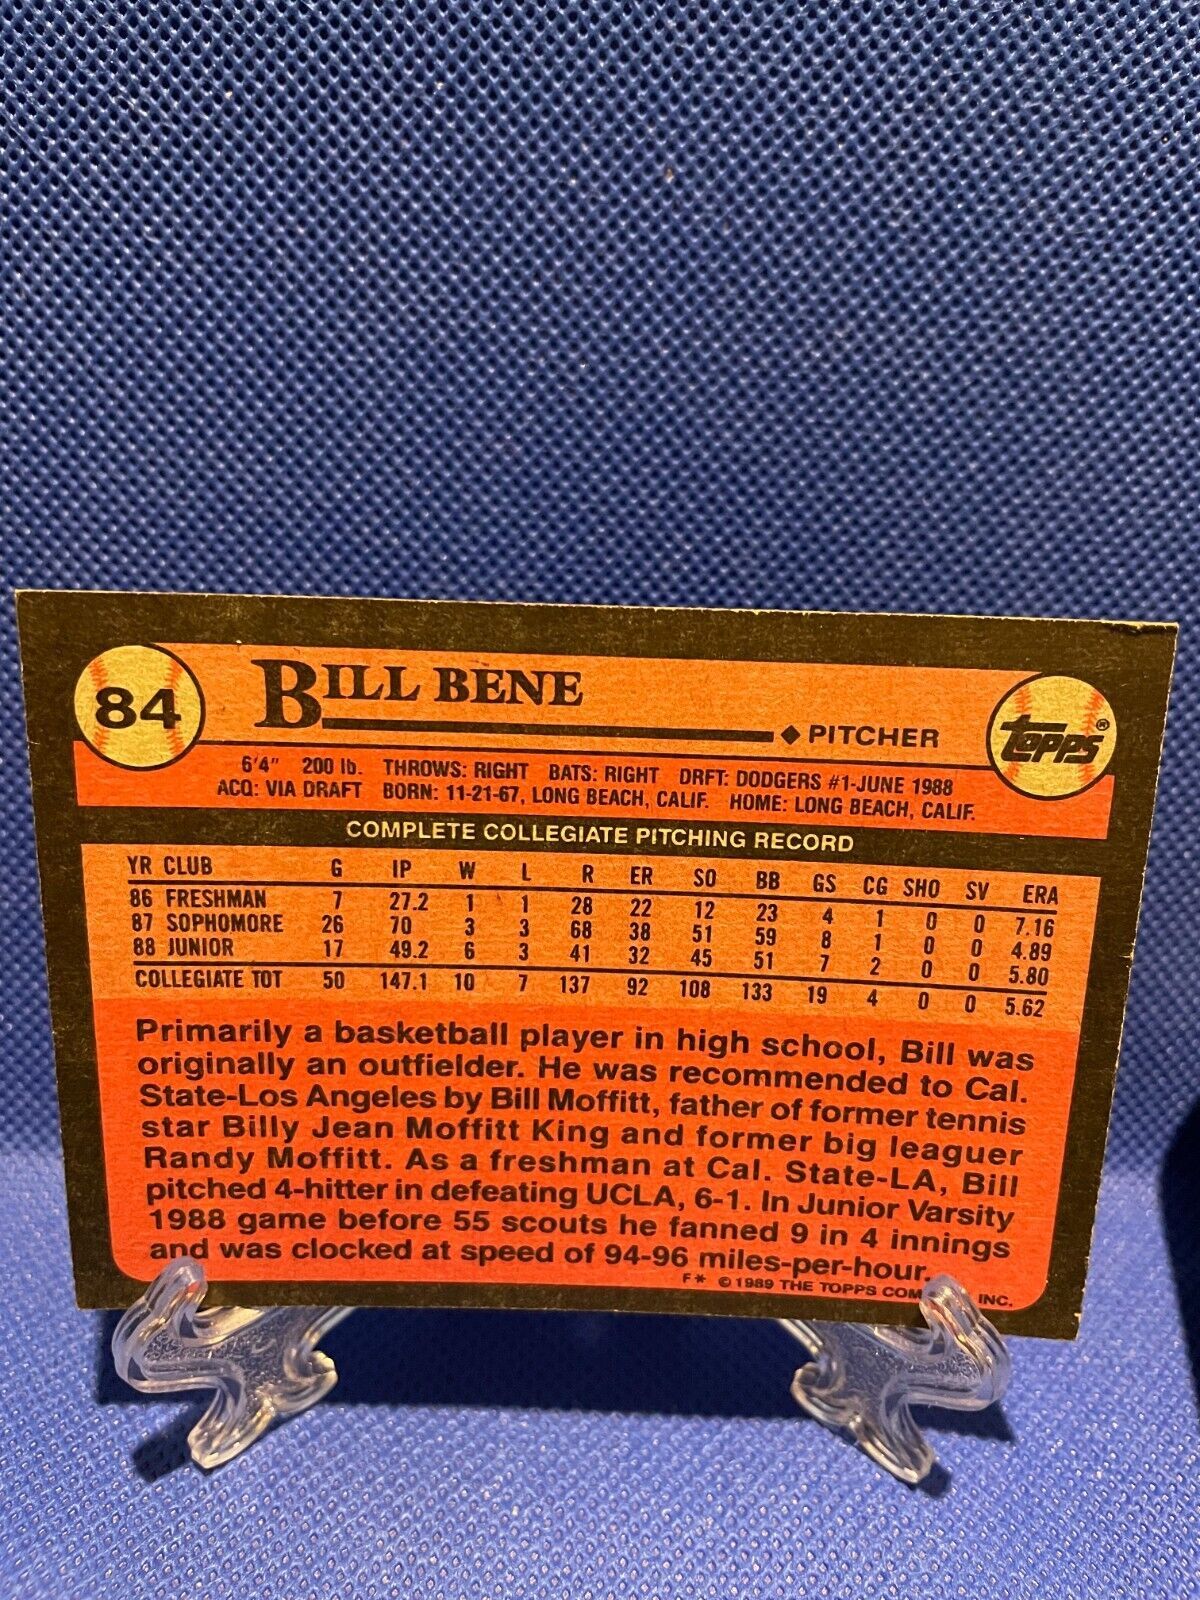 84
BILL BENE
PITCHER
topps®
6'4" 200 lb. THROWS: RIGHT BATS: RIGHT DRFT: DODGERS #1-JUNE 1988
ACQ: VIA DRAFT BORN: 11-21-67, LONG BEACH, CALIF. HOME: LONG BEACH, CALIF.
COMPLETE COLLEGIATE PITCHING RECORD
YR CLUB G IP W L R ER SO BB GS CG SHO SV ERA
86 FRESHMAN 7 27.2 1 1 28 22 12 23 4 1 0 0 7.16
87 SOPHOMORE 26 70 3 3 68 38 51 59 8 1 0 0 4.89
88 JUNIOR 17 49.2 6 3 41 32 45 51 7 2 0 0 5.80
COLLEGIATE TOT 50 147.1 10 7 137 92 108 133 19 4 0 0 5.62
Primarily a basketball player in high school, Bill was
originally an outfielder. He was recommended to Cal.
State-Los Angeles by Bill Moffitt, father of former tennis
star Billy Jean Moffitt King and former big leaguer
Randy Moffitt. As a freshman at Cal. State-LA, Bill
pitched 4-hitter in defeating UCLA, 6-1. In Junior Varsity
1988 game before 55 scouts he fanned 9 in 4 innings
and was clocked at speed of 94-96 miles-per-hour.
F* © 1989 THE TOPPS COM INC.